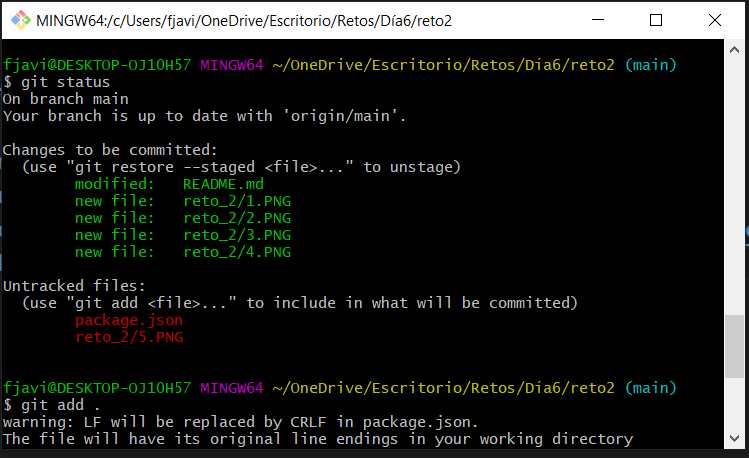 MINGW64:/c/Users/fjavi/OneDrive/Escritorio/Retos/Día6/reto2
fjavi@DESKTOP-OJ1OH57 MINGW64 ~/OneDrive/Escritorio/Retos/Día6/reto2 (main)
$ git status
On branch main
Your branch is up to date with 'origin/main'.
Changes to be committed:
  (use "git restore --staged <file>..." to unstage)
        modified:   README.md
        new file:   reto_2/1.PNG
        new file:   reto_2/2.PNG
        new file:   reto_2/3.PNG
        new file:   reto_2/4.PNG
Untracked files:
  (use "git add <file>..." to include in what will be committed)
        package.json
        reto_2/5.PNG
fjavi@DESKTOP-OJ1OH57 MINGW64 ~/OneDrive/Escritorio/Retos/Día6/reto2 (main)
$ git add .
warning: LF will be replaced by CRLF in package.json.
The file will have its original line endings in your working directory